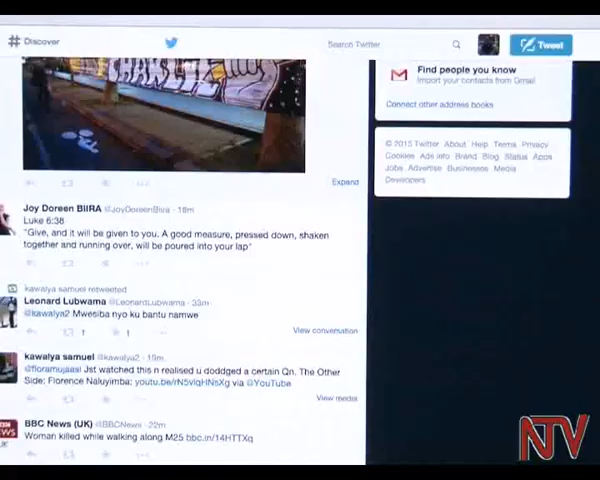 # Discover
Search Twitter
Tweet
CHARLIE
Expand
Joy Doreen BIIRA @JoyDoreenBiira · 18m
Luke 6:38
"Give, and it will be given to you. A good measure, pressed down, shaken
together and running over, will be poured into your lap"
kawalya samuel retweeted
Leonard Lubwama @LeonardLubwama · 33m
@kawalya2 Mwesiba nyo ku bantu namwe
1 1
View conversation
kawalya samuel @kawalya2 · 19m
@floramujaasi Jst watched this n realised u doddged a certain Qn. The Other
Side: Florence Naluyimba: youtu.be/rN5viqHNsXg via @YouTube
View media
BBC News (UK) @BBCNews · 22m
Woman killed while walking along M25 bbc.in/14HTTXq
Find people you know
Import your contacts from Gmail
Connect other address books
© 2015 Twitter About Help Terms Privacy
Cookies Ads info Brand Blog Status Apps
Jobs Advertise Businesses Media
Developers
NTV